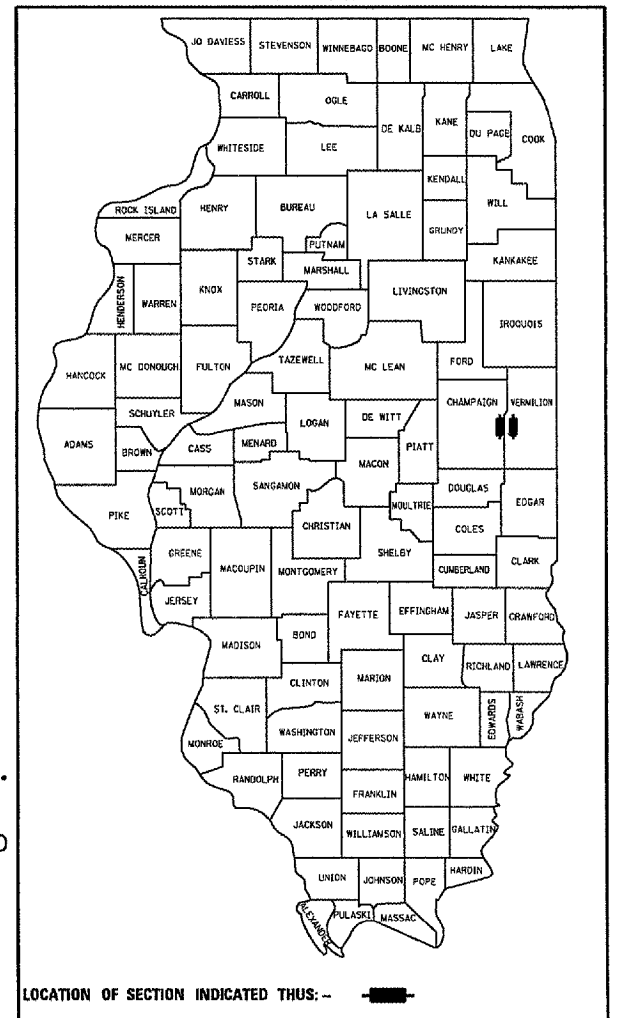 JO DAVIESS STEVENSON WINNEBAGO BOONE MC HENRY LAKE
CARROLL OGLE DE KALB KANE DU PAGE COOK
WHITESIDE LEE
KENDALL WILL
ROCK ISLAND HENRY BUREAU LA SALLE
MERCER PUTNAM GRUNDY
STARK MARSHALL KANKAKEE
HENDERSON WARREN KNOX PEORIA WOODFORD LIVINGSTON IROQUOIS
HANCOCK MC DONOUGH FULTON TAZEWELL MC LEAN FORD
SCHUYLER MASON CHAMPAIGN VERMILION
ADAMS BROWN CASS MENARD LOGAN DE WITT PIATT
MACON
PIKE SCOTT MORGAN SANGAMON MOULTRIE DOUGLAS EDGAR
CHRISTIAN COLES
GREENE MACOUPIN MONTGOMERY SHELBY CUMBERLAND CLARK
CALHOUN JERSEY FAYETTE EFFINGHAM JASPER CRAWFORD
MADISON BOND
CLAY RICHLAND LAWRENCE
CLINTON MARION
ST. CLAIR WAYNE EDWARDS WABASH
WASHINGTON JEFFERSON
MONROE
RANDOLPH PERRY HAMILTON WHITE
FRANKLIN
JACKSON WILLIAMSON SALINE GALLATIN
UNION JOHNSON POPE HARDIN
ALEXANDER PULASKI MASSAC
LOCATION OF SECTION INDICATED THUS: –